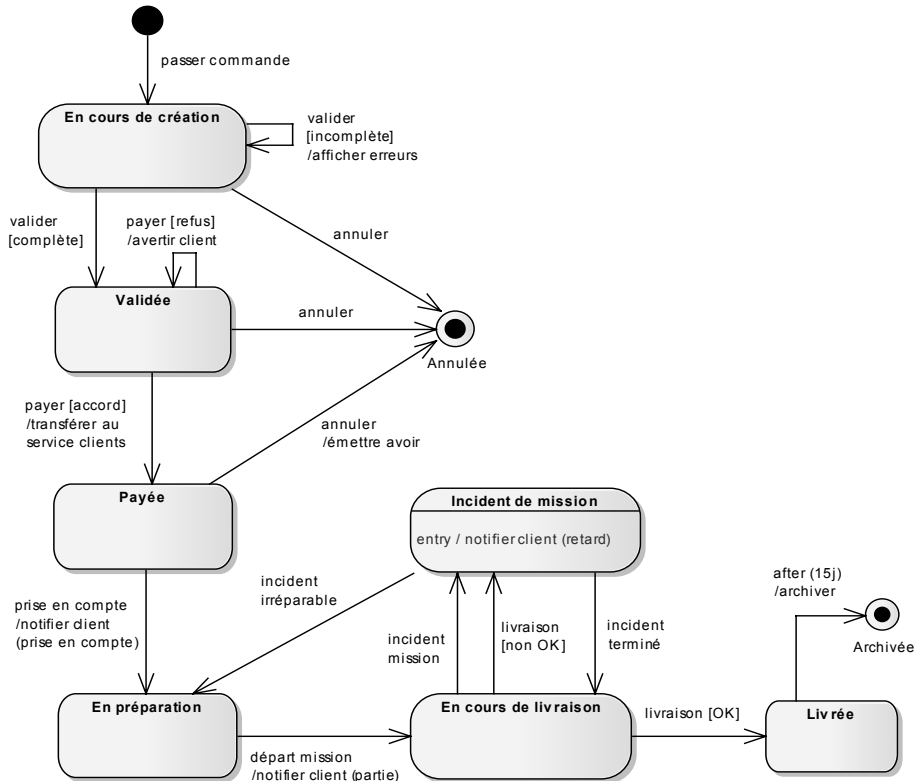 passer commande
En cours de création
valider
[incomplète]
/afficher erreurs
valider
[complète]
payer [refus]
/avertir client
annuler
Validée
annuler
Annulée
payer [accord]
/transférer au
service clients
annuler
/émettre avoir
Payée
Incident de mission
entry / notifier client (retard)
prise en compte
/notifier client
(prise en compte)
incident
irréparable
incident
mission
livraison
[non OK]
incident
terminé
after (15j)
/archiver
Archivée
En préparation
départ mission
/notifier client (partie)
En cours de livraison
livraison [OK]
Livrée